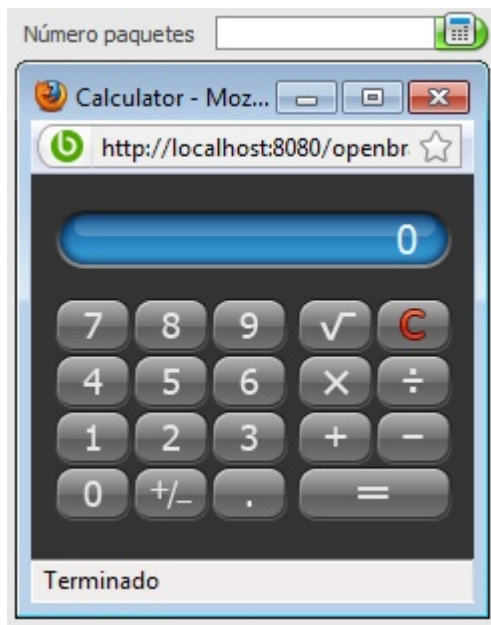 Número paquetes
Calculator - Moz...
http://localhost:8080/openbr
0
7 8 9 √ C
4 5 6 × ÷
1 2 3 + −
0 +/− . =
Terminado